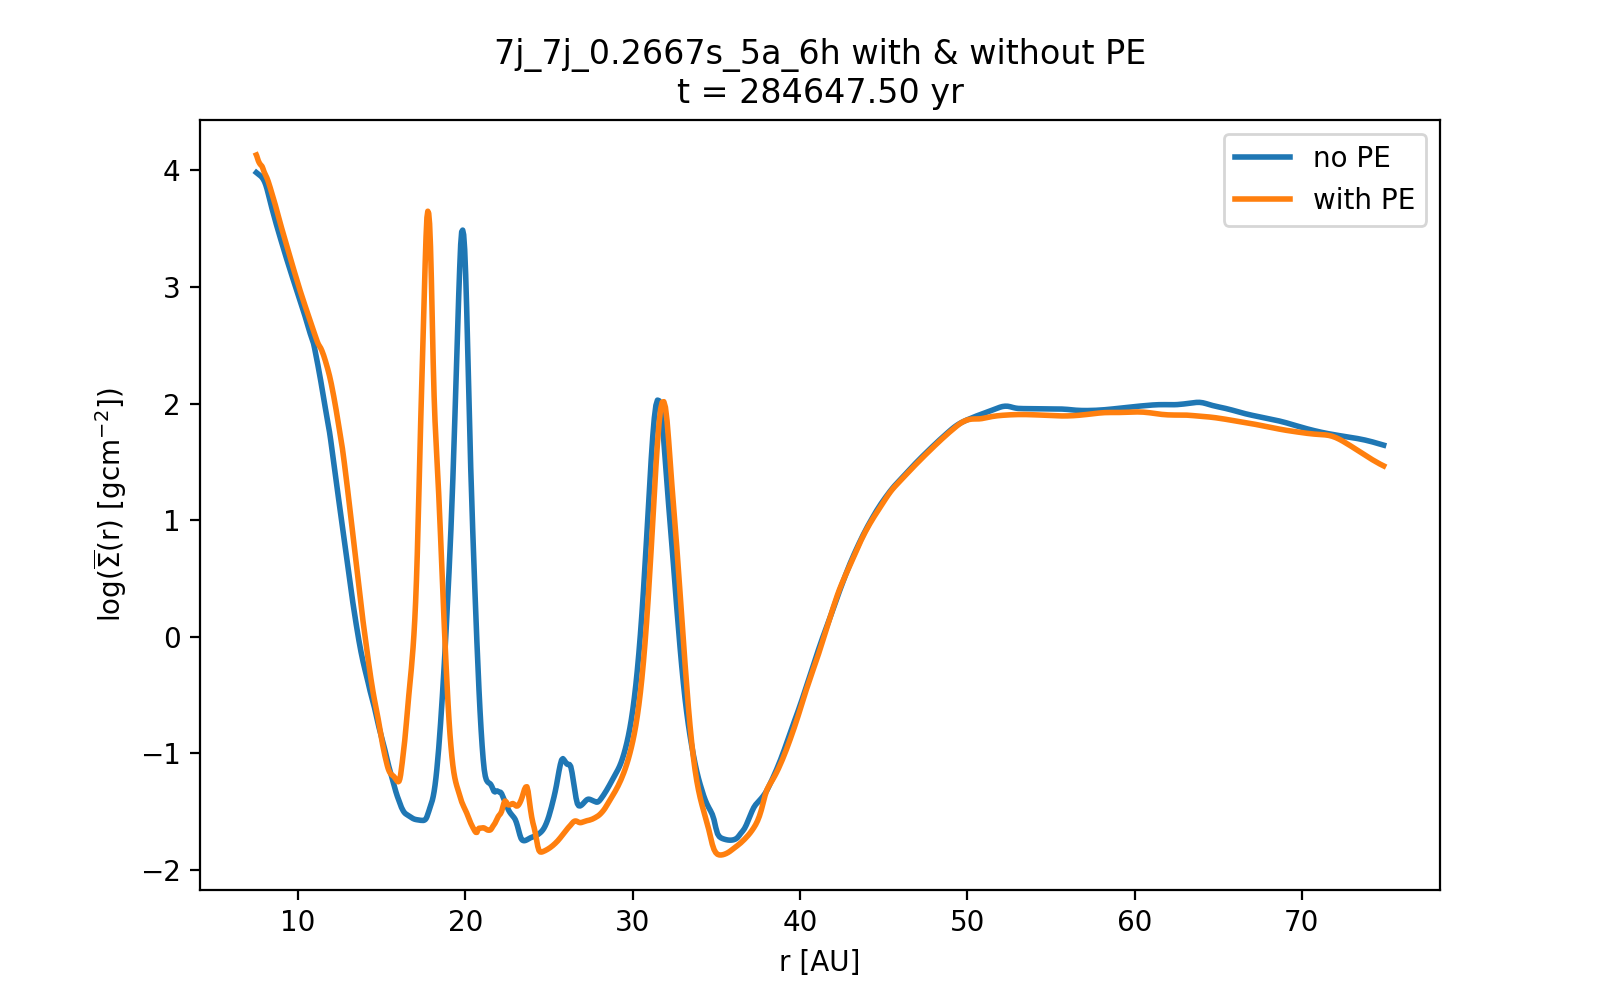 7j_7j_0.2667s_5a_6h with & without PE
t = 284647.50 yr
no PE
with PE
4
3
2
1
0
−1
−2
log(Σ̅(r) [gcm⁻²])
10 20 30 40 50 60 70
r [AU]